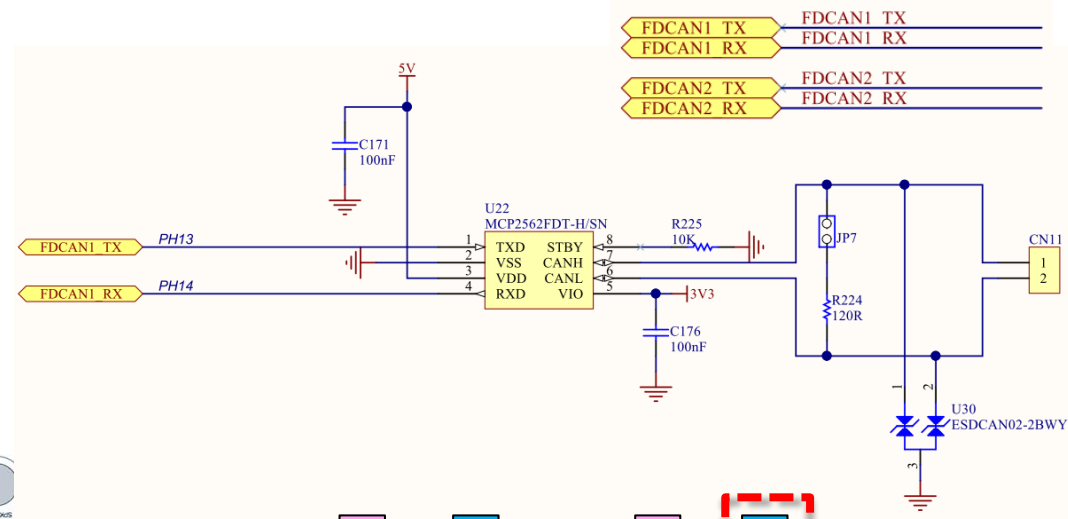 FDCAN1_TX FDCAN1_TX
FDCAN1_RX FDCAN1_RX
FDCAN2_TX FDCAN2_TX
FDCAN2_RX FDCAN2_RX
5V
C171
100nF
U22
MCP2562FDT-H/SN
FDCAN1_TX PH13
FDCAN1_RX PH14
1 TXD STBY 8
2 VSS CANH 7
3 VDD CANL 6
4 RXD VIO 5
R225
10K
3V3
C176
100nF
JP7
R224
120R
CN11
1
2
1 2
U30
ESDCAN02-2BWY
3